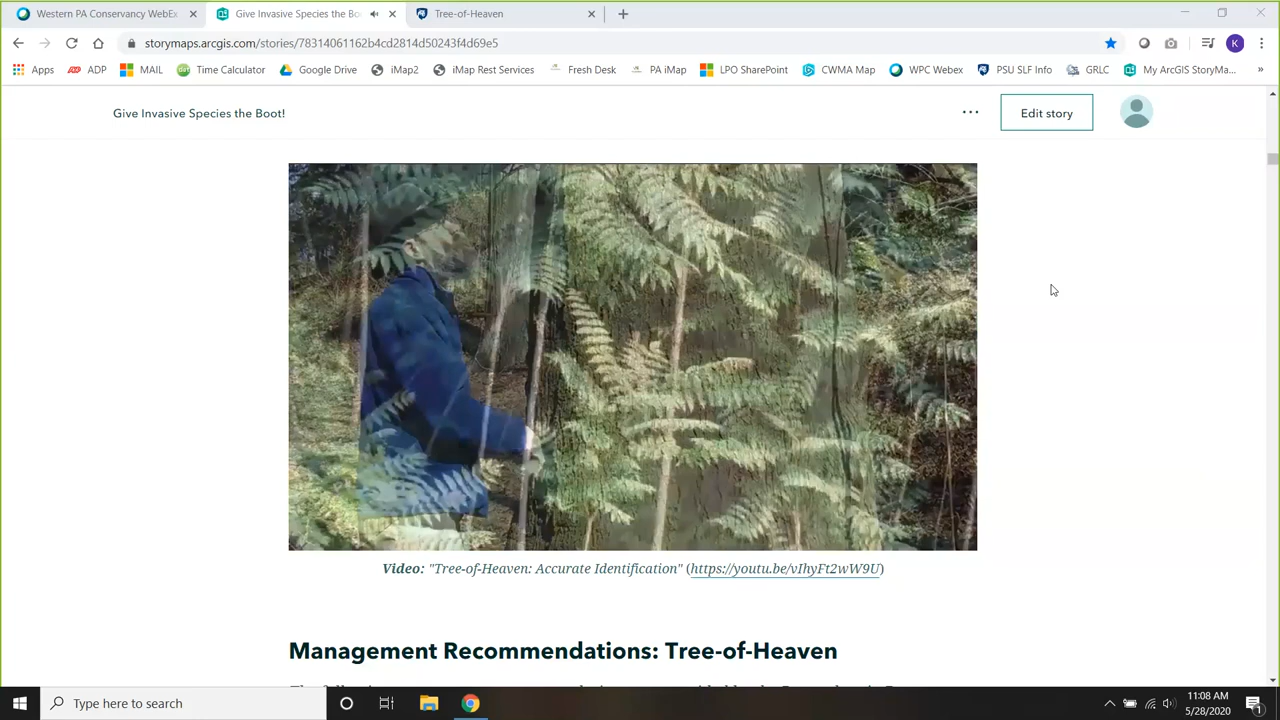 Western PA Conservancy WebEx
Give Invasive Species the Boo
Tree-of-Heaven
storymaps.arcgis.com/stories/78314061162b4cd2814d50243f4d69e5
K
Apps ADP MAIL Time Calculator Google Drive iMap2 iMap Rest Services Fresh Desk PA iMap LPO SharePoint CWMA Map WPC Webex PSU SLF Info GRLC My ArcGIS StoryMa... »
Give Invasive Species the Boot!
Edit story
Video: "Tree-of-Heaven: Accurate Identification" (https://youtu.be/vIhyFt2wW9U)
Management Recommendations: Tree-of-Heaven
Type here to search
11:08 AM
5/28/2020
1